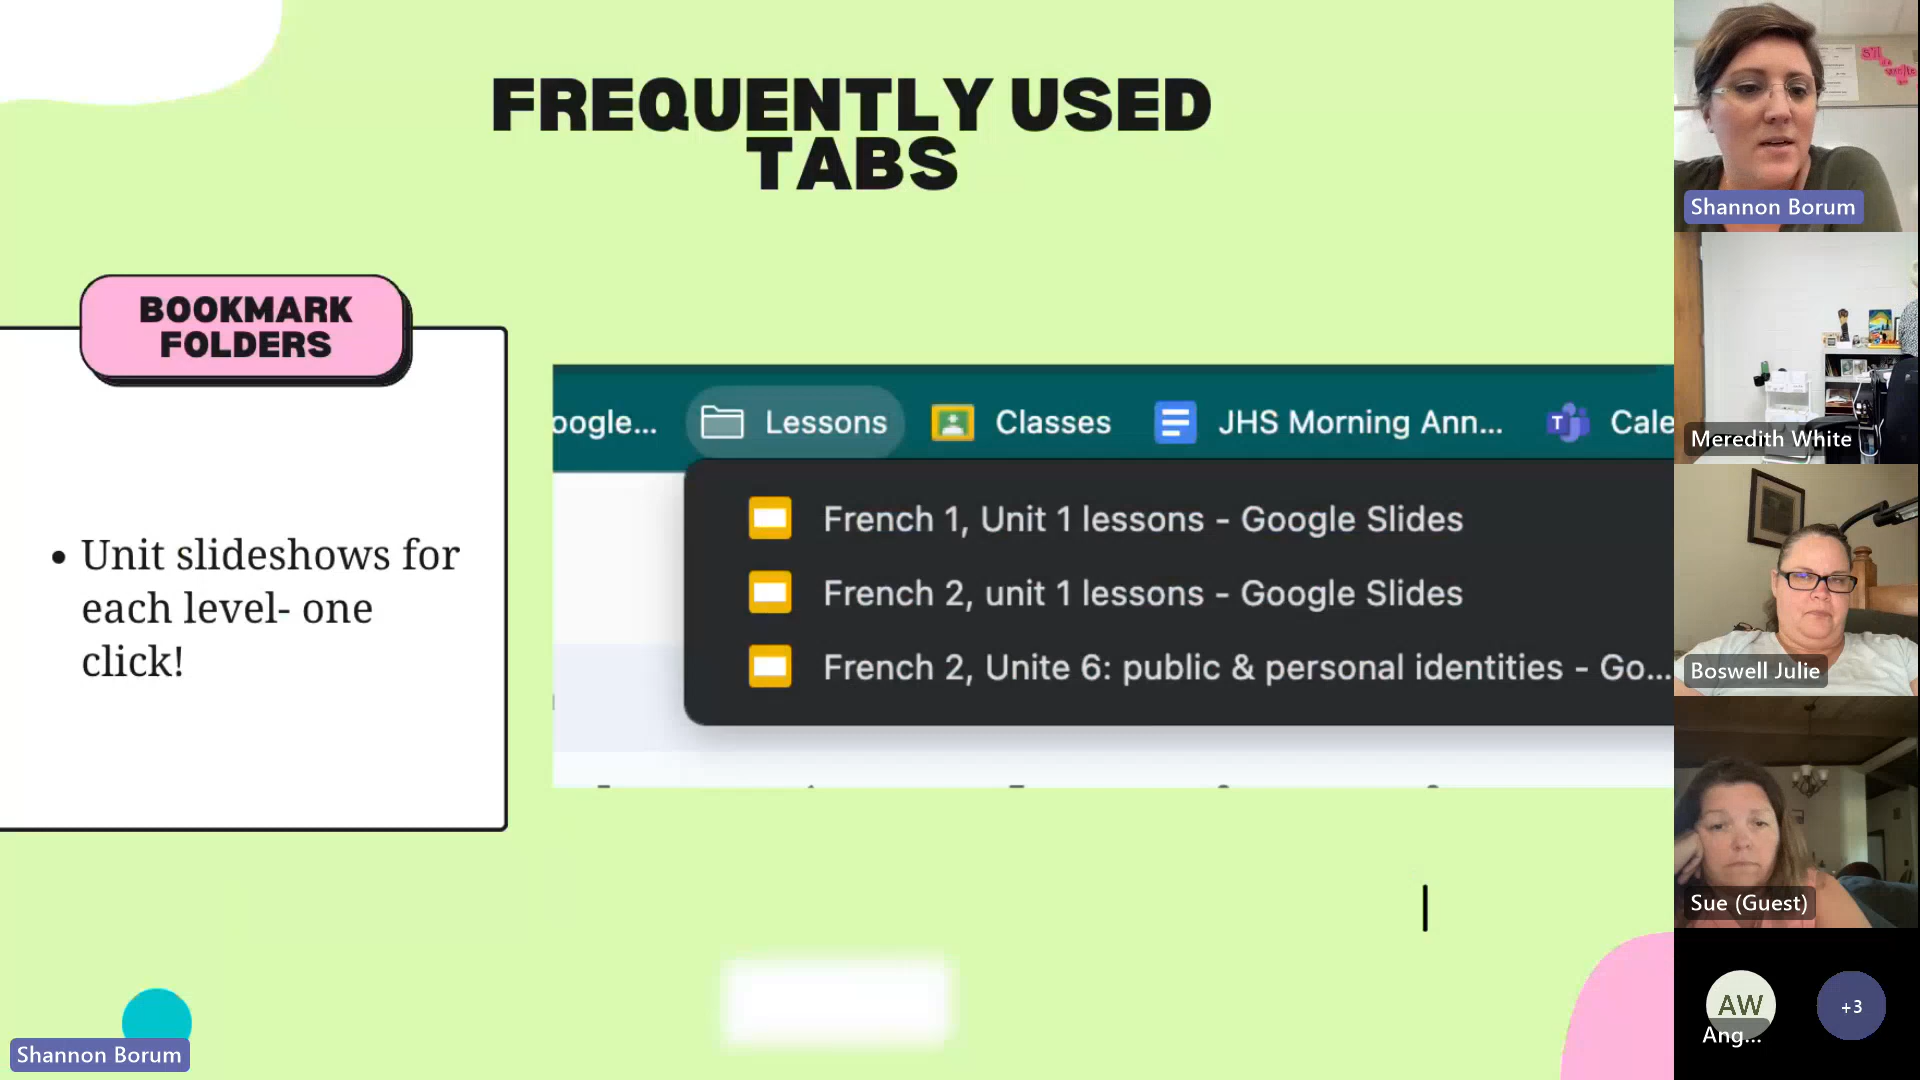 FREQUENTLY USED
TABS
BOOKMARK
FOLDERS
• Unit slideshows for
each level- one
click!
oogle...
Lessons
Classes
JHS Morning Ann...
Cale
French 1, Unit 1 lessons - Google Slides
French 2, unit 1 lessons - Google Slides
French 2, Unite 6: public & personal identities - Go...
Shannon Borum
Shannon Borum
Meredith White
Boswell Julie
Sue (Guest)
AW
Ang...
+3